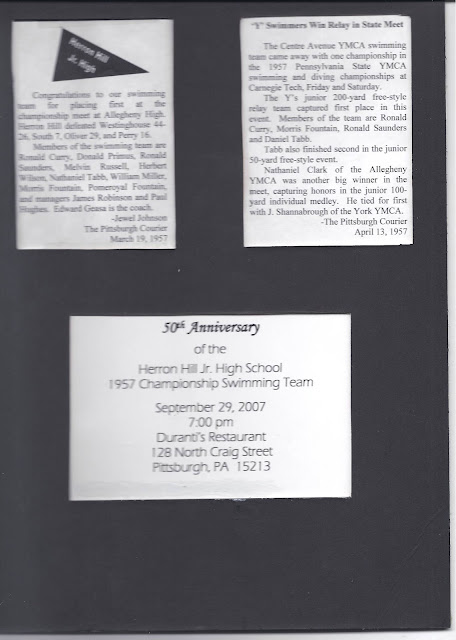 Herron Hill
Jr. High
Congratulations to our swimming
team for placing first at the
championship meet at Allegheny High.
Herron Hill defeated Westinghouse 44-
26, South 7, Oliver 29, and Perry 16.
Members of the swimming team are
Ronald Curry, Donald Primus, Ronald
Saunders, Melvin Russell, Herbert
Wilson, Nathaniel Tabb, William Miller,
Morris Fountain, Pomeroyal Fountain,
and managers James Robinson and Paul
Hughes. Edward Geasa is the coach.
-Jewel Johnson
The Pittsburgh Courier
March 19, 1957
"Y" Swimmers Win Relay in State Meet
The Centre Avenue YMCA swimming
team came away with one championship in
the 1957 Pennsylvania State YMCA
swimming and diving championships at
Carnegie Tech, Friday and Saturday.
The Y's junior 200-yard free-style
relay team captured first place in this
event. Members of the team are Ronald
Curry, Morris Fountain, Ronald Saunders
and Daniel Tabb.
Tabb also finished second in the junior
50-yard free-style event.
Nathaniel Clark of the Allegheny
YMCA was another big winner in the
meet, capturing honors in the junior 100-
yard individual medley. He tied for first
with J. Shannabrough of the York YMCA.
-The Pittsburgh Courier
April 13, 1957
50th Anniversary
of the
Herron Hill Jr. High School
1957 Championship Swimming Team
September 29, 2007
7:00 pm
Duranti's Restaurant
128 North Craig Street
Pittsburgh, PA 15213